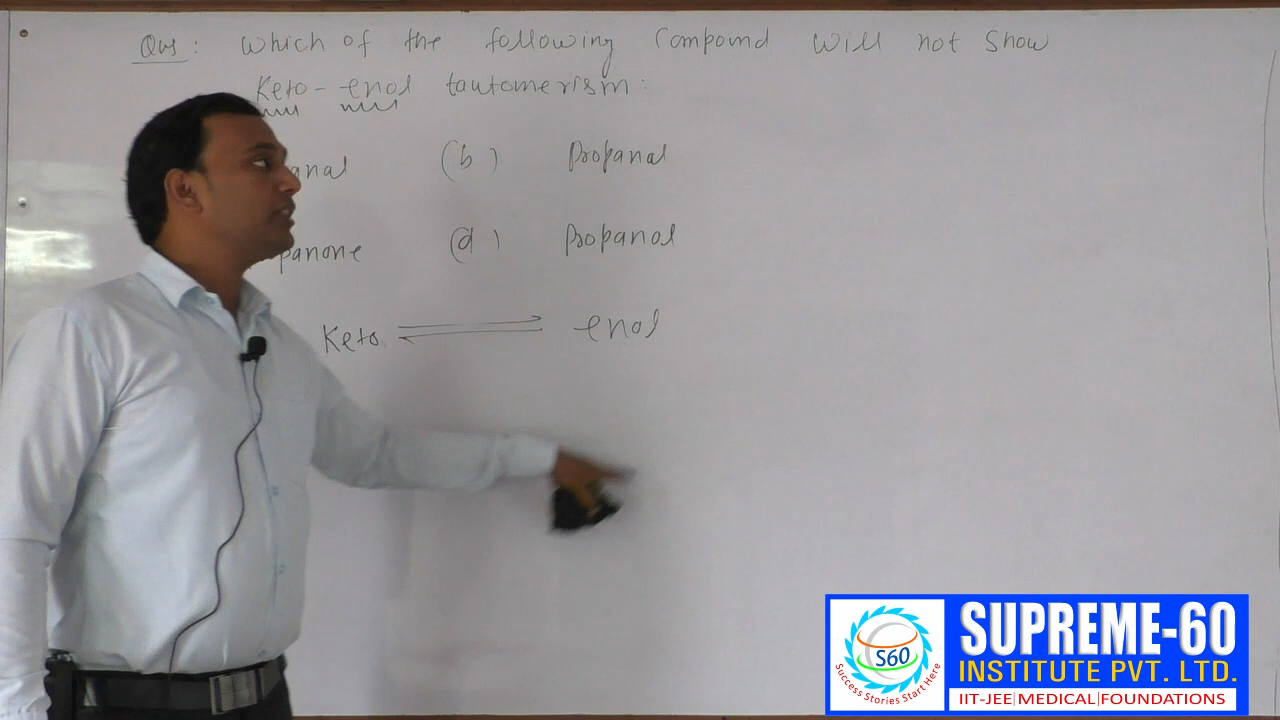 Qus: Which of the following Compound will not show
Keto-enol tautomerism:
anal (b) Propanal
panone (d) Propanol
Keto enol
S60
Success Stories Start Here
SUPREME-60
INSTITUTE PVT. LTD.
IIT-JEE|MEDICAL|FOUNDATIONS